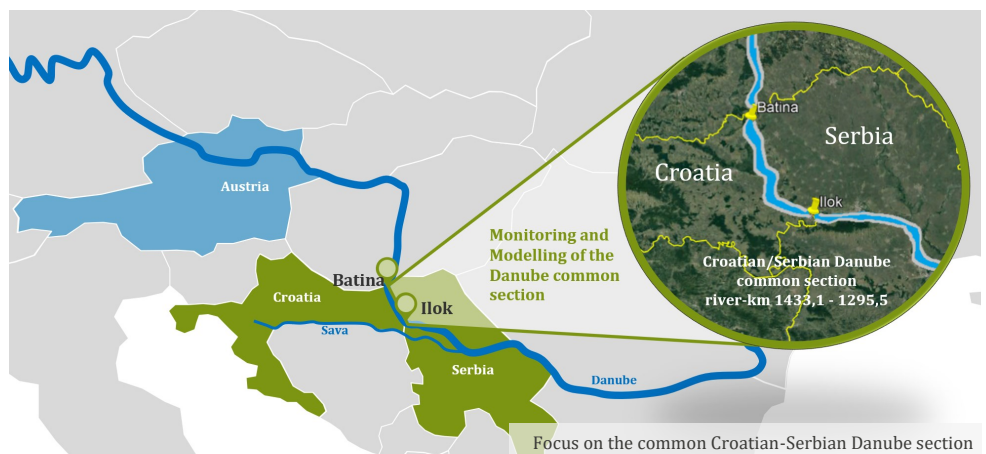 Austria
Batina
Croatia
Ilok
Sava
Serbia
Danube
Monitoring and
Modelling of the
Danube common
section
Batina
Serbia
Croatia
Ilok
Croatian/Serbian Danube
common section
river-km 1433,1 - 1295,5
Focus on the common Croatian-Serbian Danube section